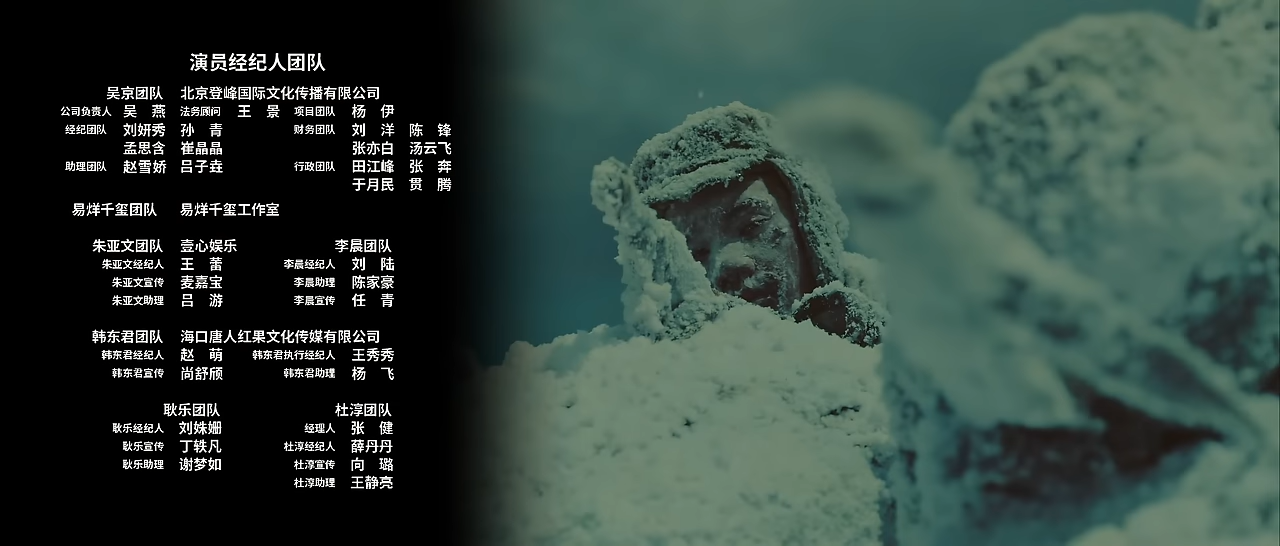 演员经纪人团队
吴京团队 北京登峰国际文化传播有限公司
公司负责人 吴 燕 法务顾问 王 景 项目团队 杨 伊
经纪团队 刘妍秀 孙 青 财务团队 刘 洋 陈 锋
孟思含 崔晶晶 张亦白 汤云飞
助理团队 赵雪娇 吕子垚 行政团队 田江峰 张 奔
于月民 贯 腾
易烊千玺团队 易烊千玺工作室
朱亚文团队 壹心娱乐 李晨团队
朱亚文经纪人 王 蕾 李晨经纪人 刘 陆
朱亚文宣传 麦嘉宝 李晨助理 陈家豪
朱亚文助理 吕 游 李晨宣传 任 青
韩东君团队 海口唐人红果文化传媒有限公司
韩东君经纪人 赵 萌 韩东君执行经纪人 王秀秀
韩东君宣传 尚舒颀 韩东君助理 杨 飞
耿乐团队 杜淳团队
耿乐经纪人 刘姝姗 经理人 张 健
耿乐宣传 丁轶凡 杜淳经纪人 薛丹丹
耿乐助理 谢梦如 杜淳宣传 向 璐
杜淳助理 王静亮